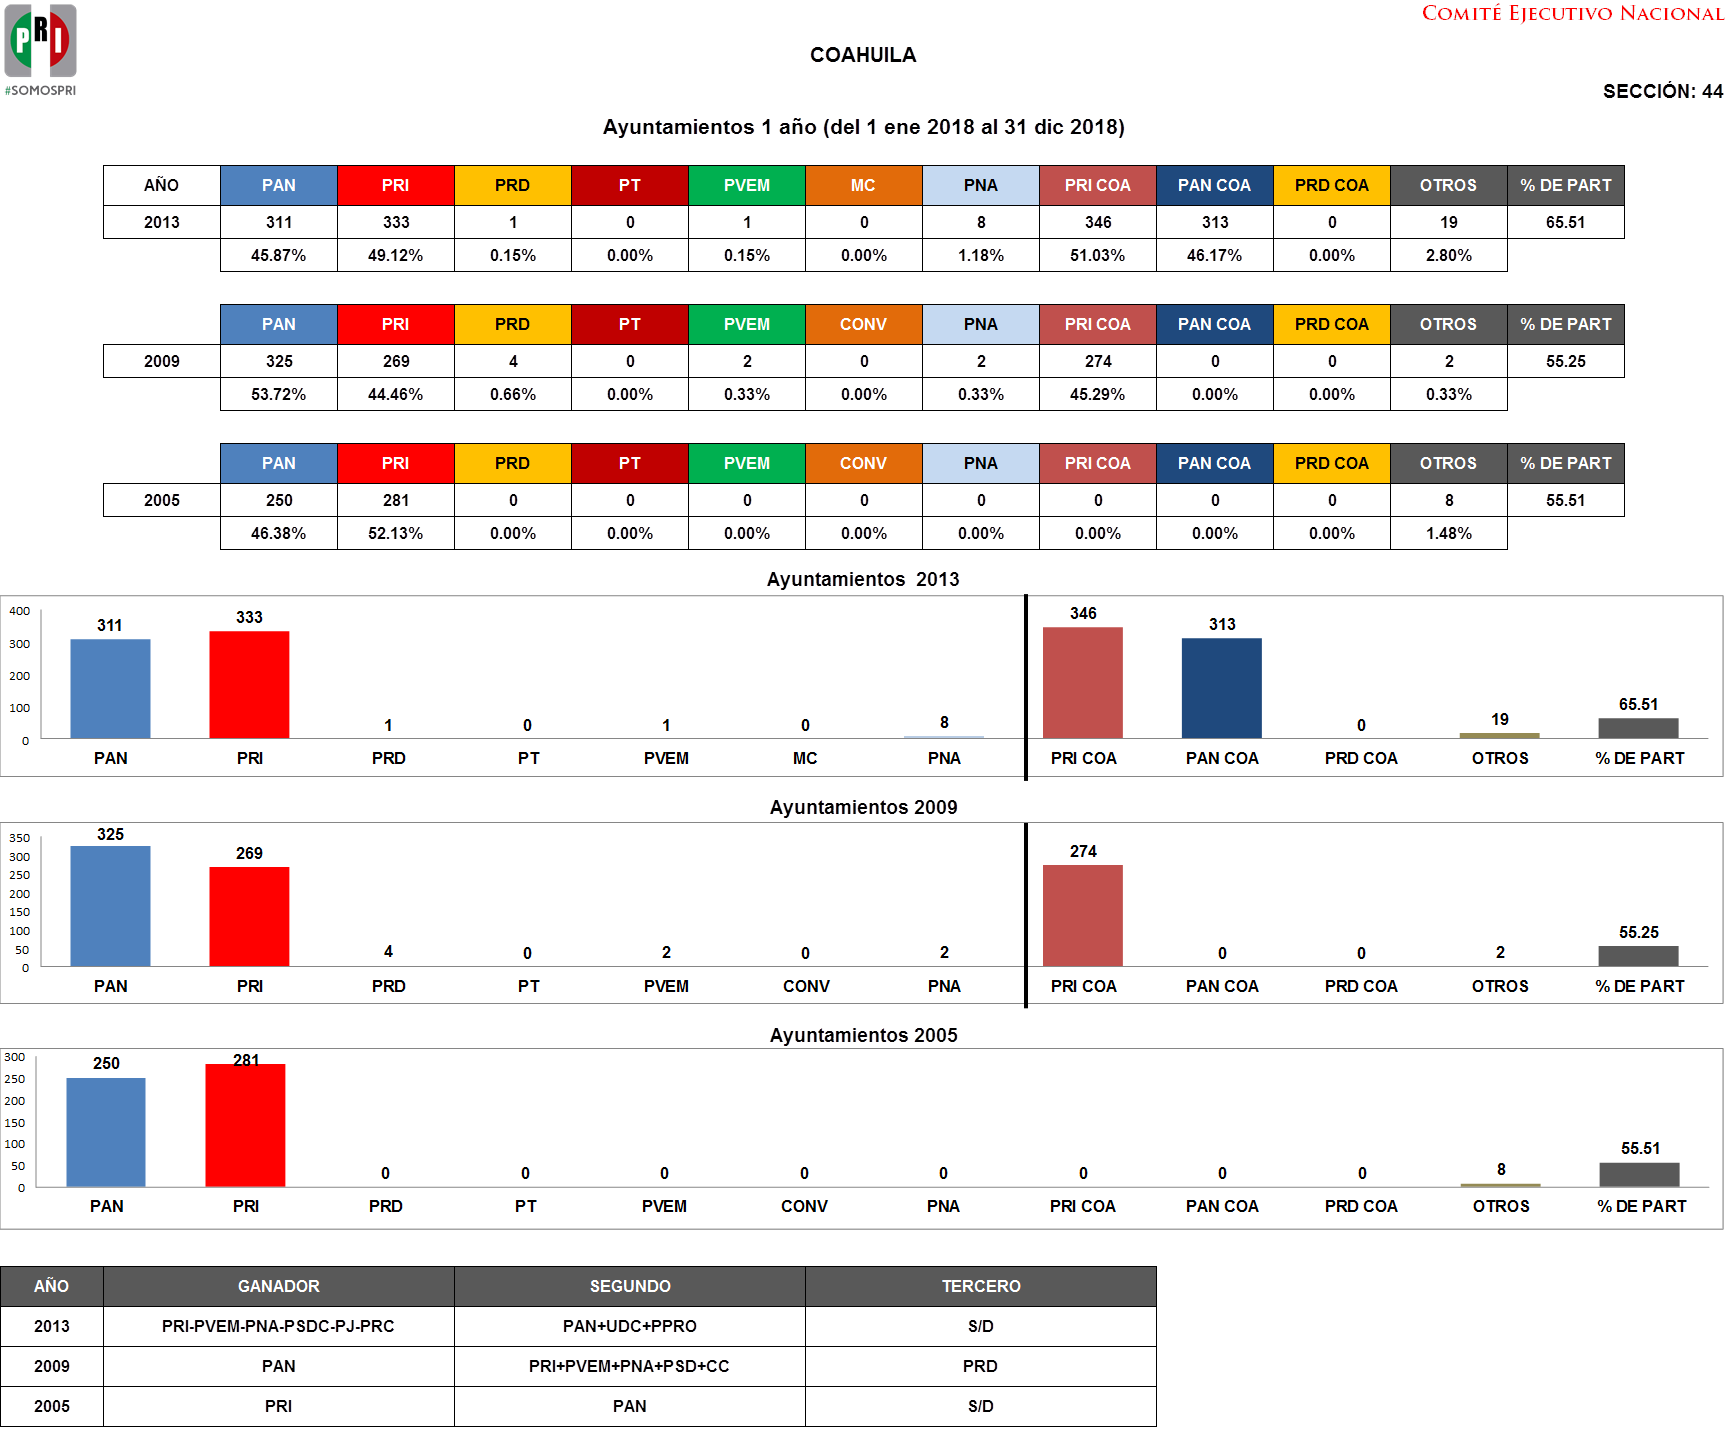 PRI
#SOMOSPRI
COMITÉ EJECUTIVO NACIONAL
COAHUILA
SECCIÓN: 44
Ayuntamientos 1 año (del 1 ene 2018 al 31 dic 2018)
AÑO PAN PRI PRD PT PVEM MC PNA PRI COA PAN COA PRD COA OTROS % DE PART
2013 311 333 1 0 1 0 8 346 313 0 19 65.51
45.87% 49.12% 0.15% 0.00% 0.15% 0.00% 1.18% 51.03% 46.17% 0.00% 2.80%
PAN PRI PRD PT PVEM CONV PNA PRI COA PAN COA PRD COA OTROS % DE PART
2009 325 269 4 0 2 0 2 274 0 0 2 55.25
53.72% 44.46% 0.66% 0.00% 0.33% 0.00% 0.33% 45.29% 0.00% 0.00% 0.33%
PAN PRI PRD PT PVEM CONV PNA PRI COA PAN COA PRD COA OTROS % DE PART
2005 250 281 0 0 0 0 0 0 0 0 8 55.51
46.38% 52.13% 0.00% 0.00% 0.00% 0.00% 0.00% 0.00% 0.00% 0.00% 1.48%
Ayuntamientos 2013
400
300
200
100
0
311 333 1 0 1 0 8 346 313 0 19 65.51
PAN PRI PRD PT PVEM MC PNA PRI COA PAN COA PRD COA OTROS % DE PART
Ayuntamientos 2009
350
300
250
200
150
100
50
0
325 269 4 0 2 0 2 274 0 0 2 55.25
PAN PRI PRD PT PVEM CONV PNA PRI COA PAN COA PRD COA OTROS % DE PART
Ayuntamientos 2005
300
250
200
150
100
50
0
250 281 0 0 0 0 0 0 0 0 8 55.51
PAN PRI PRD PT PVEM CONV PNA PRI COA PAN COA PRD COA OTROS % DE PART
AÑO GANADOR SEGUNDO TERCERO
2013 PRI-PVEM-PNA-PSDC-PJ-PRC PAN+UDC+PPRO S/D
2009 PAN PRI+PVEM+PNA+PSD+CC PRD
2005 PRI PAN S/D